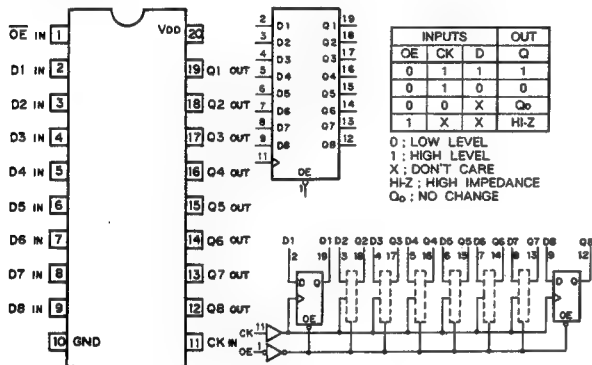 OE IN 1
D1 IN 2
D2 IN 3
D3 IN 4
D4 IN 5
D5 IN 6
D6 IN 7
D7 IN 8
D8 IN 9
10 GND
VDD 20
19 Q1 OUT
18 Q2 OUT
17 Q3 OUT
16 Q4 OUT
15 Q5 OUT
14 Q6 OUT
13 Q7 OUT
12 Q8 OUT
11 CK IN
2 D1 Q1 19
3 D2 Q2 18
4 D3 Q3 17
5 D4 Q4 16
6 D5 Q5 15
7 D6 Q6 14
8 D7 Q7 13
9 D8 Q8 12
11
OE
1
INPUTS OUT
OE CK D Q
0 1 1 1
0 1 0 0
0 0 X Qo
1 X X HI-Z
0 ; LOW LEVEL
1 ; HIGH LEVEL
X ; DON'T CARE
HI-Z ; HIGH IMPEDANCE
Qo ; NO CHANGE
D1 Q1 D2 Q2 D3 Q3 D4 Q4 D5 Q5 D6 Q6 D7 Q7 D8 Q8
2 19 3 18 4 17 5 16 6 15 7 14 8 13 9 12
D Q
OE
D Q
OE
CK 11
OE 1